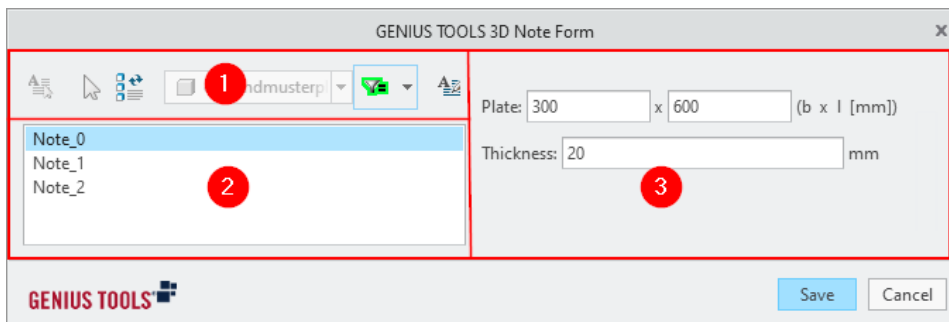 GENIUS TOOLS 3D Note Form
x
1
ndmusterp
Plate: 300 x 600 (b x l [mm])
Note_0
Note_1
Note_2
Thickness: 20 mm
2
3
GENIUS TOOLS
Save
Cancel